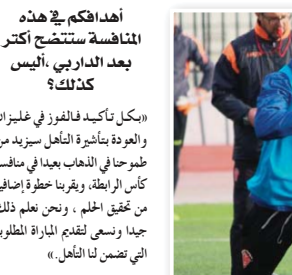 أهدافكم في هذه
المنافسة ستتضح أكثر
بعد الداربي ،أليس
كذلك؟
«بكل تأكيد فالفوز في غليزان
والعودة بتأشيرة التأهل سيزيد من
طموحنا في الذهاب بعيدا في منافسة
كأس الرابطة، ويقربنا خطوة إضافية
من تحقيق الحلم ، ونحن نعلم ذلك
جيدا ونسعى لتقديم المباراة المطلوبة
التي تضمن لنا التأهل.»